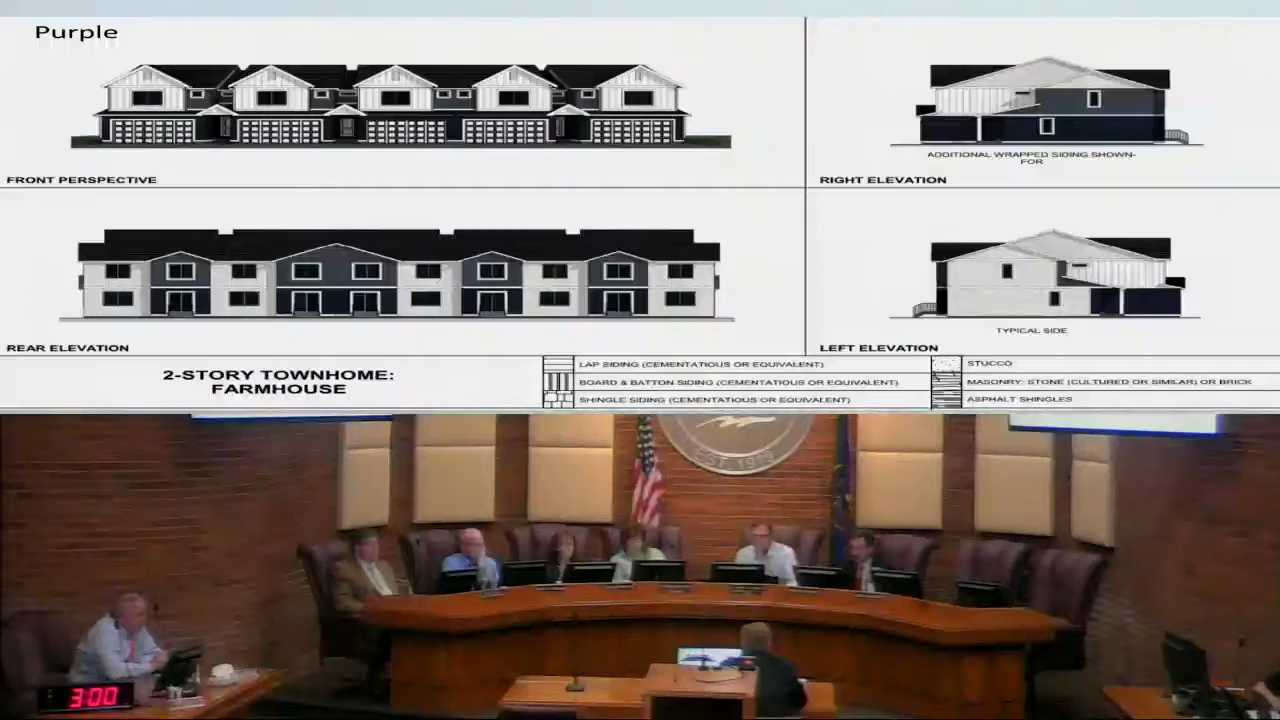 Purple
FRONT PERSPECTIVE
ADDITIONAL WRAPPED SIDING SHOWN-
FOR
RIGHT ELEVATION
REAR ELEVATION
TYPICAL SIDE
LEFT ELEVATION
2-STORY TOWNHOME:
FARMHOUSE
LAP SIDING (CEMENTATIOUS OR EQUIVALENT)
BOARD & BATTON SIDING (CEMENTATIOUS OR EQUIVALENT)
SHINGLE SIDING (CEMENTATIOUS OR EQUIVALENT)
STUCCO
MASONRY: STONE (CULTURED OR SIMILAR) OR BRICK
ASPHALT SHINGLES
EST 19
3:00